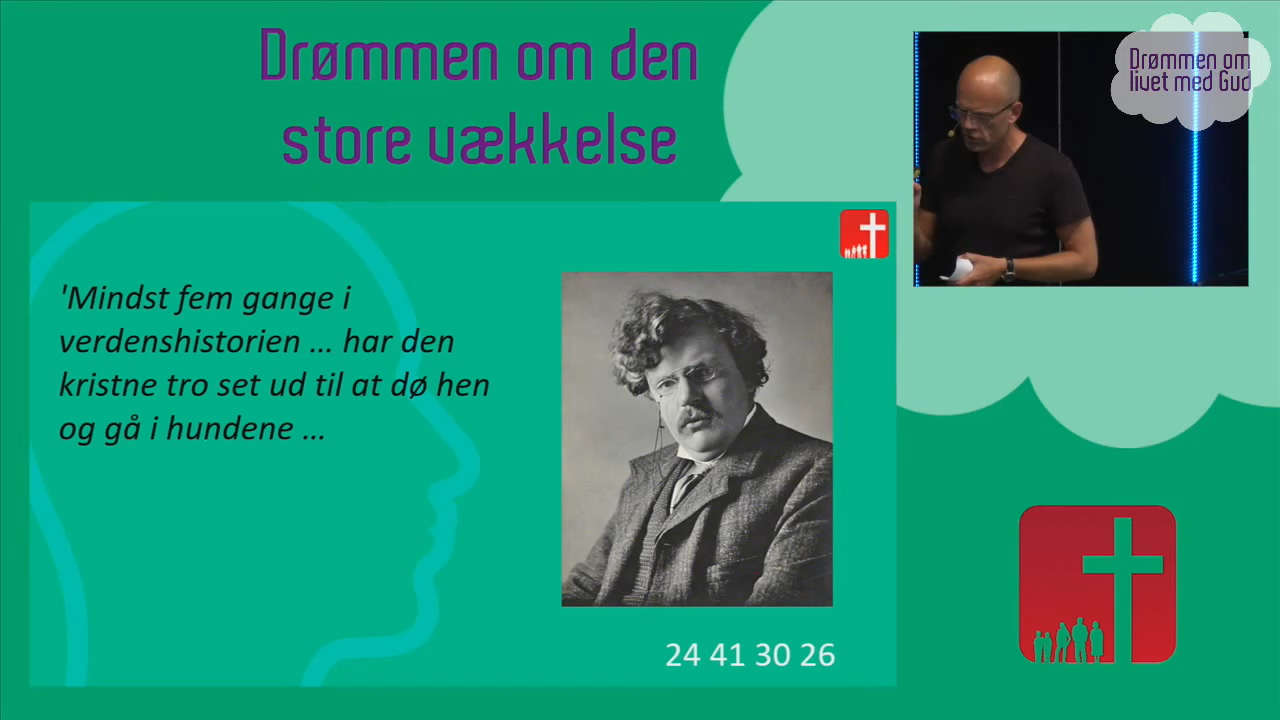 Drømmen om den
store vækkelse
Drømmen om
livet med Gud
'Mindst fem gange i
verdenshistorien … har den
kristne tro set ud til at dø hen
og gå i hundene …
24 41 30 26